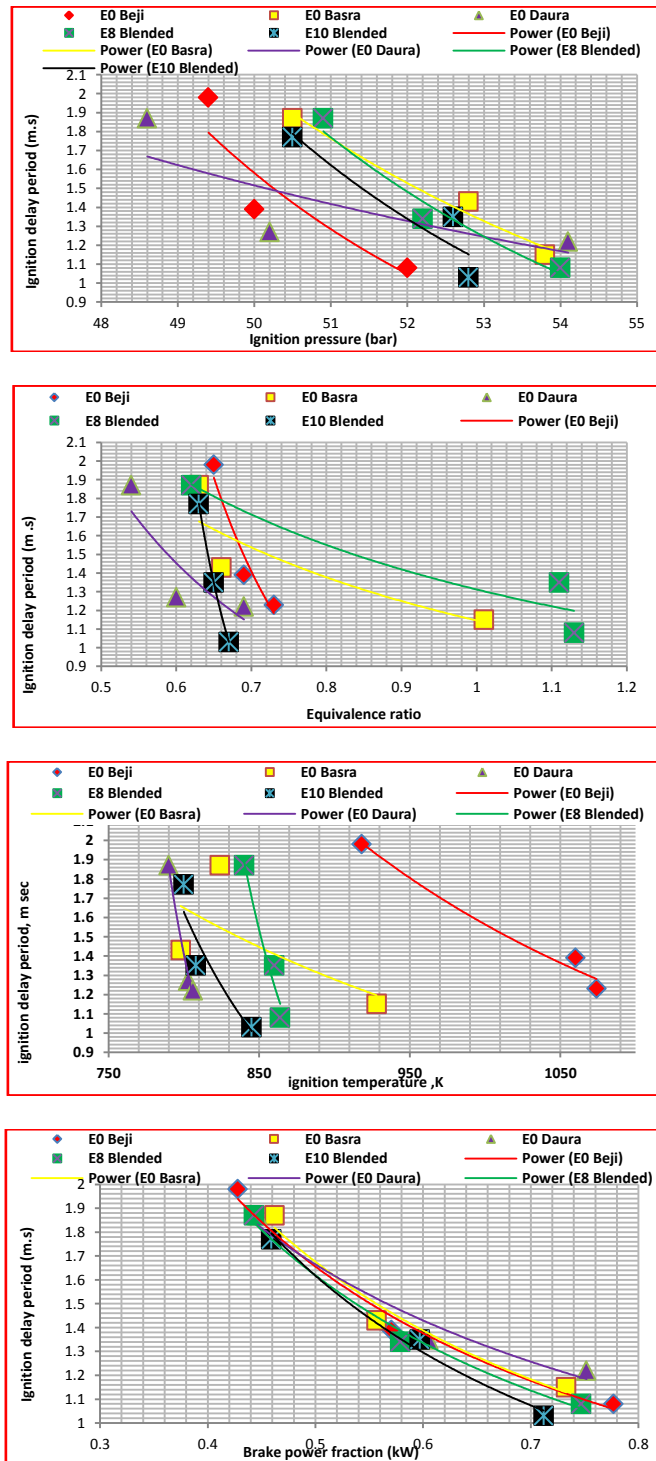 E0 Beji E0 Basra E0 Daura
E8 Blended E10 Blended Power (E0 Beji)
Power (E0 Basra) Power (E0 Daura) Power (E8 Blended)
Power (E10 Blended)
2.1
2
1.9
1.8
1.7
1.6
1.5
1.4
1.3
1.2
1.1
1
0.9
Ignition delay period (m.s)
48 49 50 51 52 53 54 55
Ignition pressure (bar)
E0 Beji E0 Basra E0 Daura
E8 Blended E10 Blended Power (E0 Beji)
2.1
2
1.9
1.8
1.7
1.6
1.5
1.4
1.3
1.2
1.1
1
0.9
Ignition delay period (m .s)
0.5 0.6 0.7 0.8 0.9 1 1.1 1.2
Equivalence ratio
E0 Beji E0 Basra E0 Daura
E8 Blended E10 Blended Power (E0 Beji)
Power (E0 Basra) Power (E0 Daura) Power (E8 Blended)
2.1
2
1.9
1.8
1.7
1.6
1.5
1.4
1.3
1.2
1.1
1
0.9
ignition delay period, m sec
750 850 950 1050
ignition temperature ,K
E0 Beji E0 Basra E0 Daura
E8 Blended E10 Blended Power (E0 Beji)
Power (E0 Basra) Power (E0 Daura) Power (E8 Blended)
2
1.9
1.8
1.7
1.6
1.5
1.4
1.3
1.2
1.1
1
Ignition delay period (m.s)
0.3 0.4 0.5 0.6 0.7 0.8
Brake power fraction (kW)